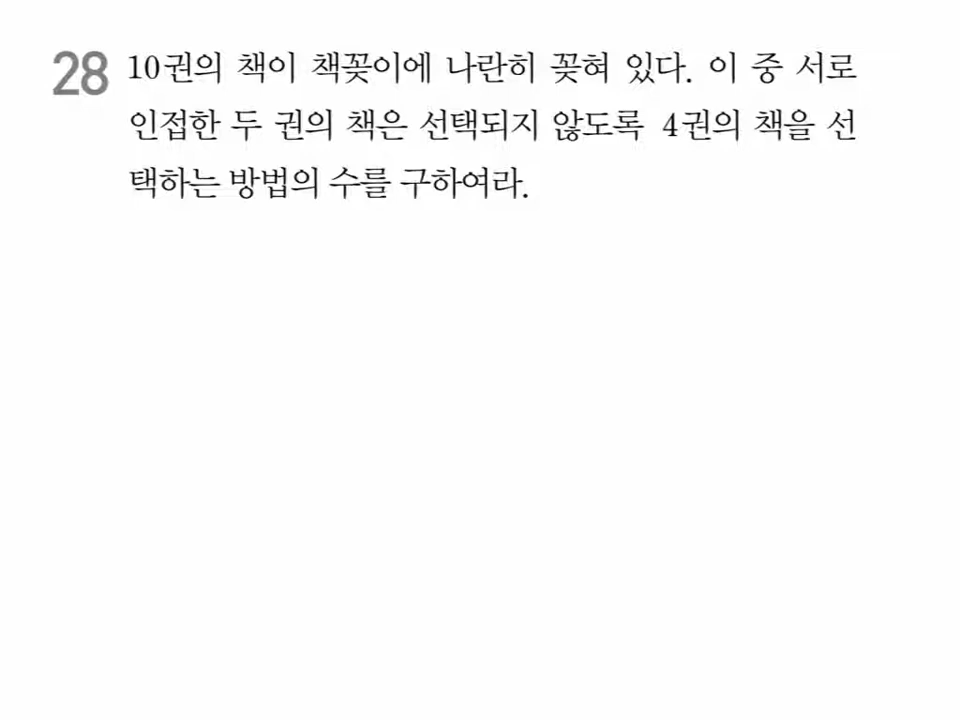 28 10권의 책이 책꽂이에 나란히 꽂혀 있다. 이 중 서로
인접한 두 권의 책은 선택되지 않도록 4권의 책을 선
택하는 방법의 수를 구하여라.